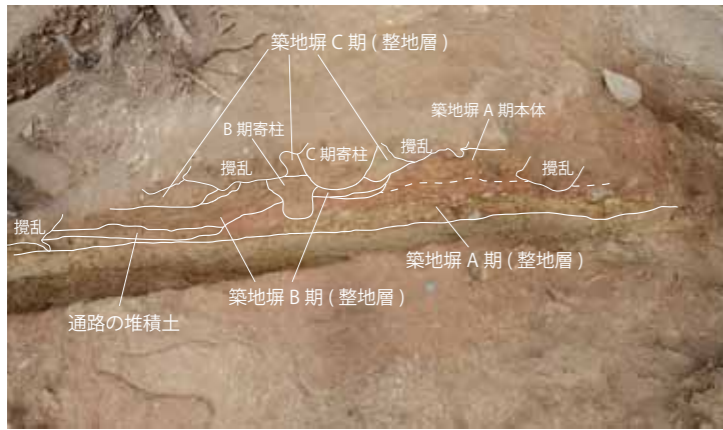 築地塀 C 期 ( 整地層 )
築地塀 A 期本体
B 期寄柱
攪乱
C 期寄柱
攪乱
攪乱
攪乱
築地塀 A 期 ( 整地層 )
築地塀 B 期 ( 整地層 )
通路の堆積土